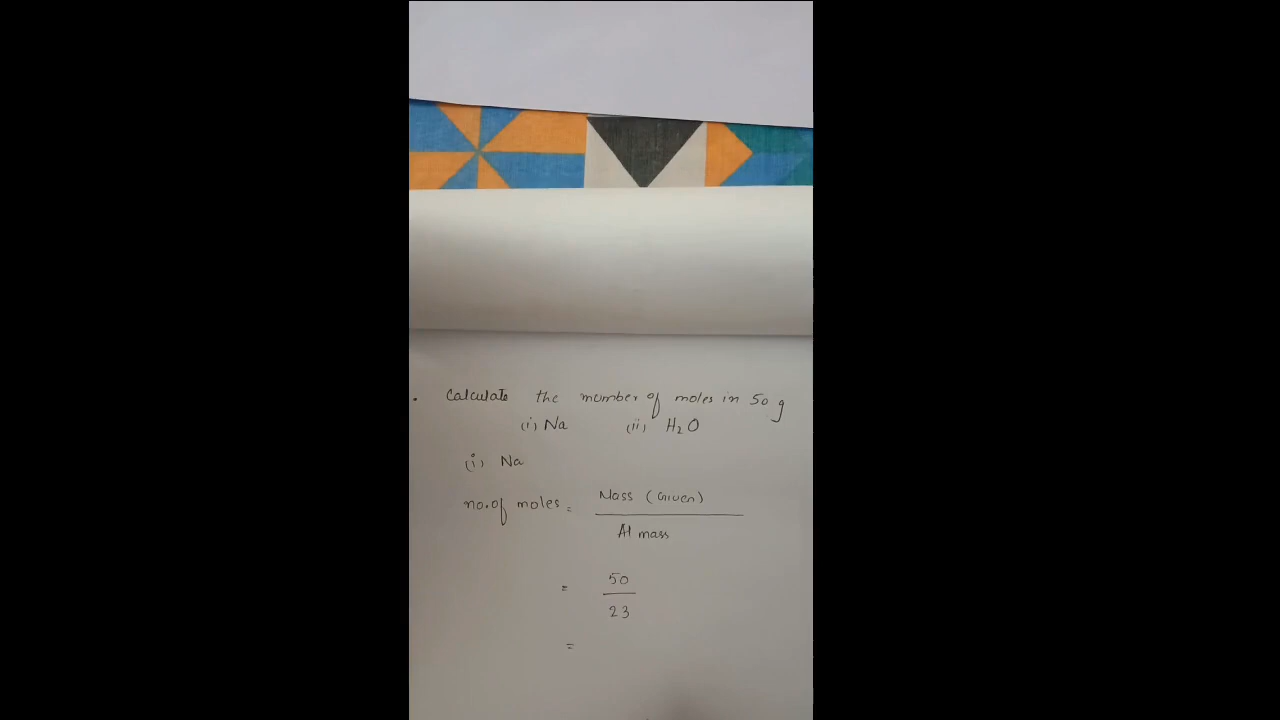 . Calculate the number of moles in 50 g
(i) Na (ii) H₂O
(i) Na
no.of moles = Mass (Given)
At mass
= 50
23
=